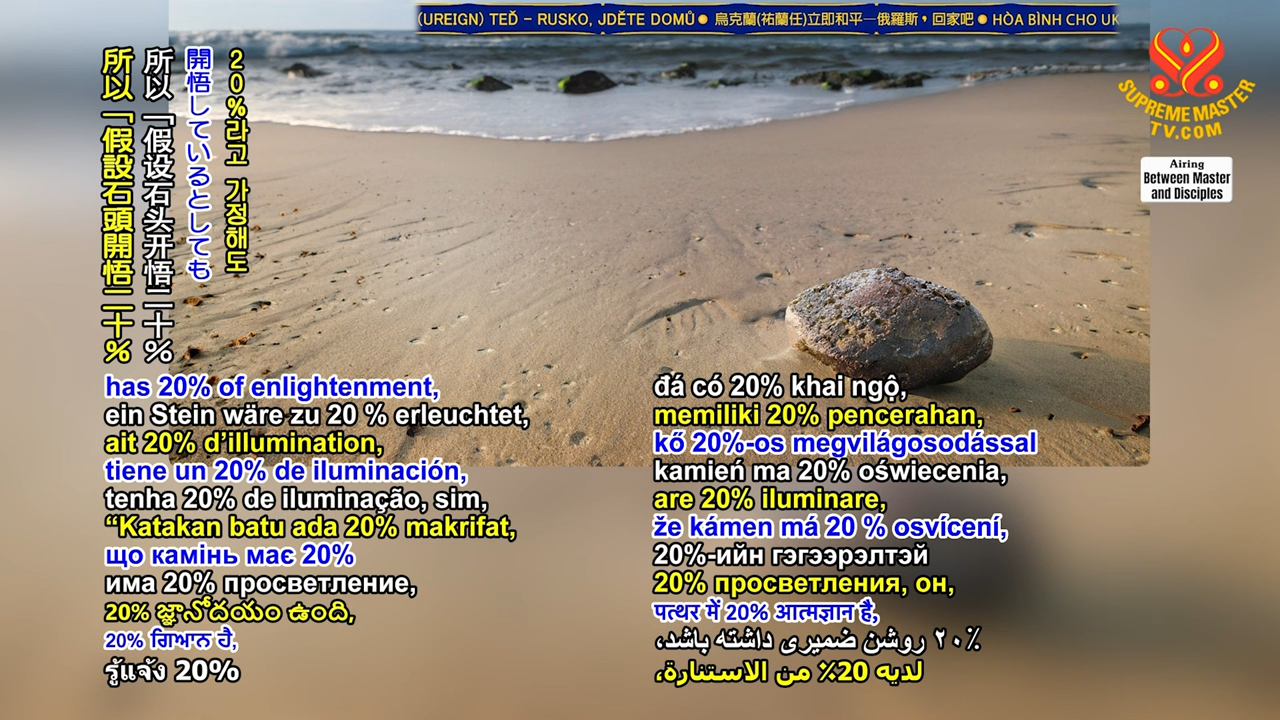 (UREIGN) TEĎ – RUSKO, JDĚTE DOMŮ ● 烏克蘭(祐蘭任)立即和平─俄羅斯，回家吧 ● HÒA BÌNH CHO UK
SUPREME MASTER
TV.COM
Airing
Between Master
and Disciples
所以「假設石頭開悟二十%
所以「假设石头开悟二十%
開悟しているとしても
20%라고 가정해도
has 20% of enlightenment,
ein Stein wäre zu 20 % erleuchtet,
ait 20% d’illumination,
tiene un 20% de iluminación,
tenha 20% de iluminação, sim,
“Katakan batu ada 20% makrifat,
що камінь має 20%
има 20% просветление,
20% జ్ఞానోదయం ఉంది,
20% ਗਿਆਨ ਹੈ,
รู้แจ้ง 20%
đá có 20% khai ngộ,
memiliki 20% pencerahan,
kő 20%-os megvilágosodással
kamień ma 20% oświecenia,
are 20% iluminare,
že kámen má 20 % osvícení,
20%-ийн гэгээрэлтэй
20% просветления, он,
पत्थर में 20% आत्मज्ञान है,
۲۰٪ روشن ضمیری داشته باشد،
لديه 20٪ من الاستنارة،